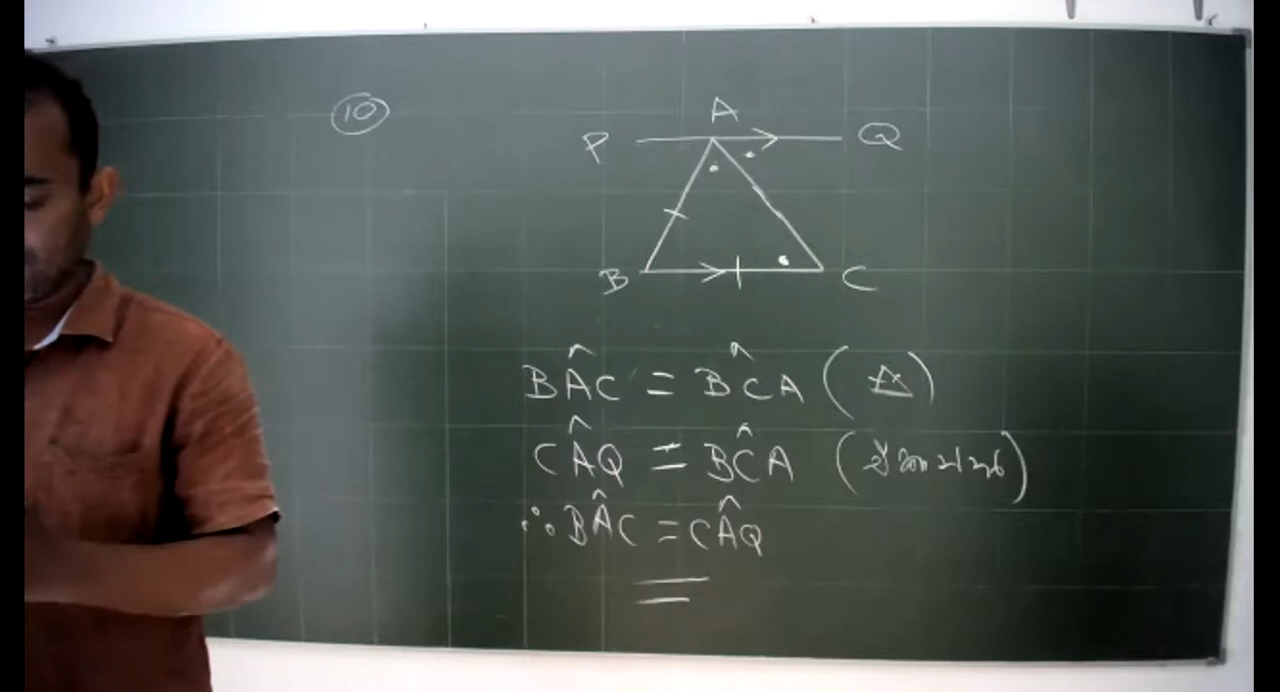 10
A
P Q
B C
BÂC = BĈA ( △ )
CÂQ = BĈA
∴ BÂC = CÂQ